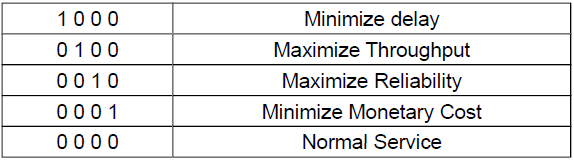 1 0 0 0 Minimize delay
0 1 0 0 Maximize Throughput
0 0 1 0 Maximize Reliability
0 0 0 1 Minimize Monetary Cost
0 0 0 0 Normal Service